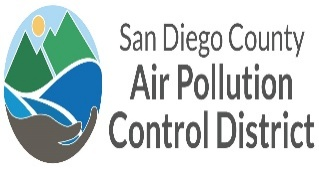 San Diego County
Air Pollution
Control District